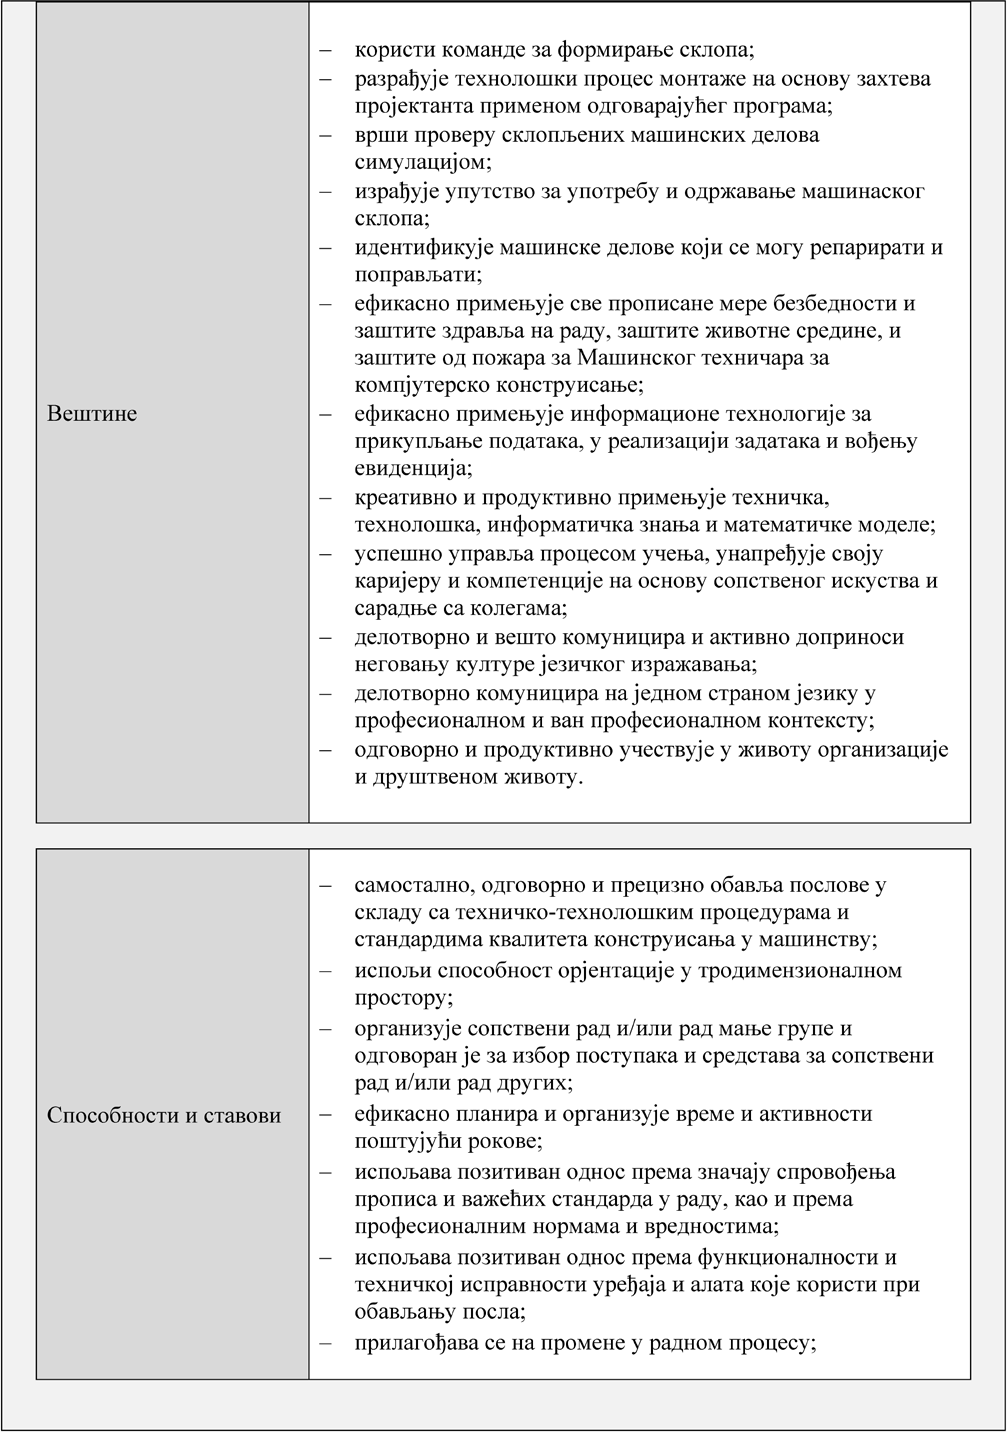 – користи команде за формирање склопа;
– разрађује технолошки процес монтаже на основу захтева
пројектанта применом одговарајућег програма;
– врши проверу склопљених машинских делова
симулацијом;
– израђује упутство за употребу и одржавање машинаског
склопа;
– идентификује машинске делове који се могу репарирати и
поправљати;
– ефикасно примењује све прописане мере безбедности и
заштите здравља на раду, заштите животне средине, и
заштите од пожара за Машинског техничара за
компјутерско конструисање;
Вештине
– ефикасно примењује информационе технологије за
прикупљање података, у реализацији задатака и вођењу
евиденција;
– креативно и продуктивно примењује техничка,
технолошка, информатичка знања и математичке моделе;
– успешно управља процесом учења, унапређује своју
каријеру и компетенције на основу сопственог искуства и
сарадње са колегама;
– делотворно и вешто комуницира и активно доприноси
неговању културе језичког изражавања;
– делотворно комуницира на једном страном језику у
професионалном и ван професионалном контексту;
– одговорно и продуктивно учествује у животу организације
и друштвеном животу.
– самостално, одговорно и прецизно обавља послове у
складу са техничко-технолошким процедурама и
стандардима квалитета конструисања у машинству;
– испољи способност орјентације у тродимензионалном
простору;
– организује сопствени рад и/или рад мање групе и
одговоран је за избор поступака и средстава за сопствени
рад и/или рад других;
Способности и ставови
– ефикасно планира и организује време и активности
поштујући рокове;
– испољава позитиван однос према значају спровођења
прописа и важећих стандарда у раду, као и према
професионалним нормама и вредностима;
– испољава позитиван однос према функционалности и
техничкој исправности уређаја и алата које користи при
обављању посла;
– прилагођава се на промене у радном процесу;